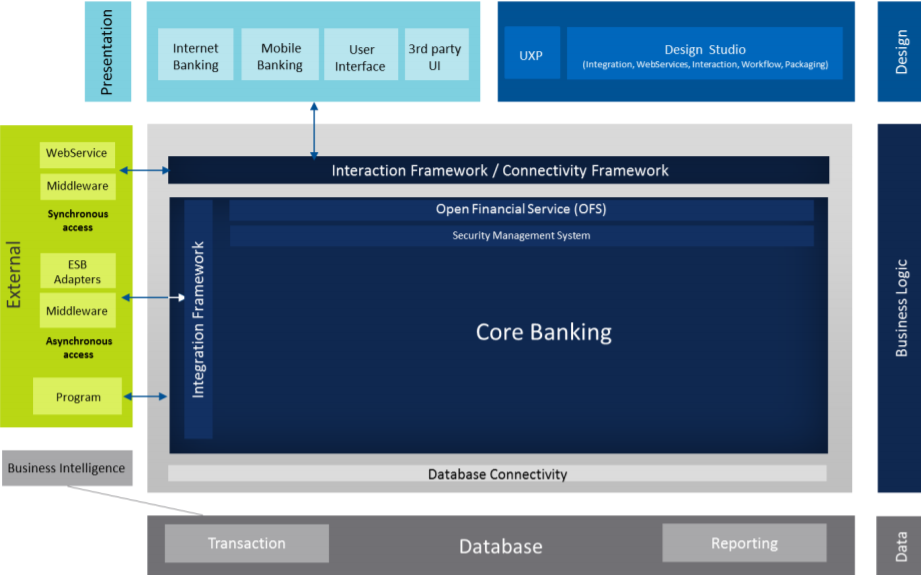 Presentation
Internet
Banking
Mobile
Banking
User
Interface
3rd party
UI
UXP
Design Studio
(Integration, WebServices, Interaction, Workflow, Packaging)
Design
External
WebService
Middleware
Synchronous
access
ESB
Adapters
Middleware
Asynchronous
access
Program
Interaction Framework / Connectivity Framework
Integration Framework
Open Financial Service (OFS)
Security Management System
Core Banking
Database Connectivity
Business Logic
Business Intelligence
Transaction
Database
Reporting
Data